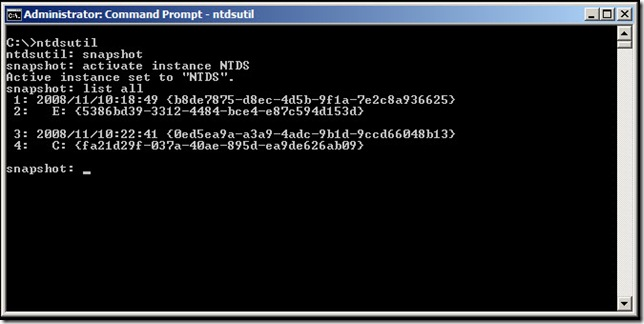 Administrator: Command Prompt - ntdsutil
C:\>ntdsutil
ntdsutil: snapshot
snapshot: activate instance NTDS
Active instance set to "NTDS".
snapshot: list all
1: 2008/11/10:18:49 {b8de7875-d8ec-4d5b-9f1a-7e2c8a936625}
2: E: {5386bd39-3312-4484-bce4-e87c594d153d}
3: 2008/11/10:22:41 {0ed5ea9a-a3a9-4adc-9b1d-9ccd66048b13}
4: C: {fa21d29f-037a-40ae-895d-ea9de626ab09}
snapshot: _